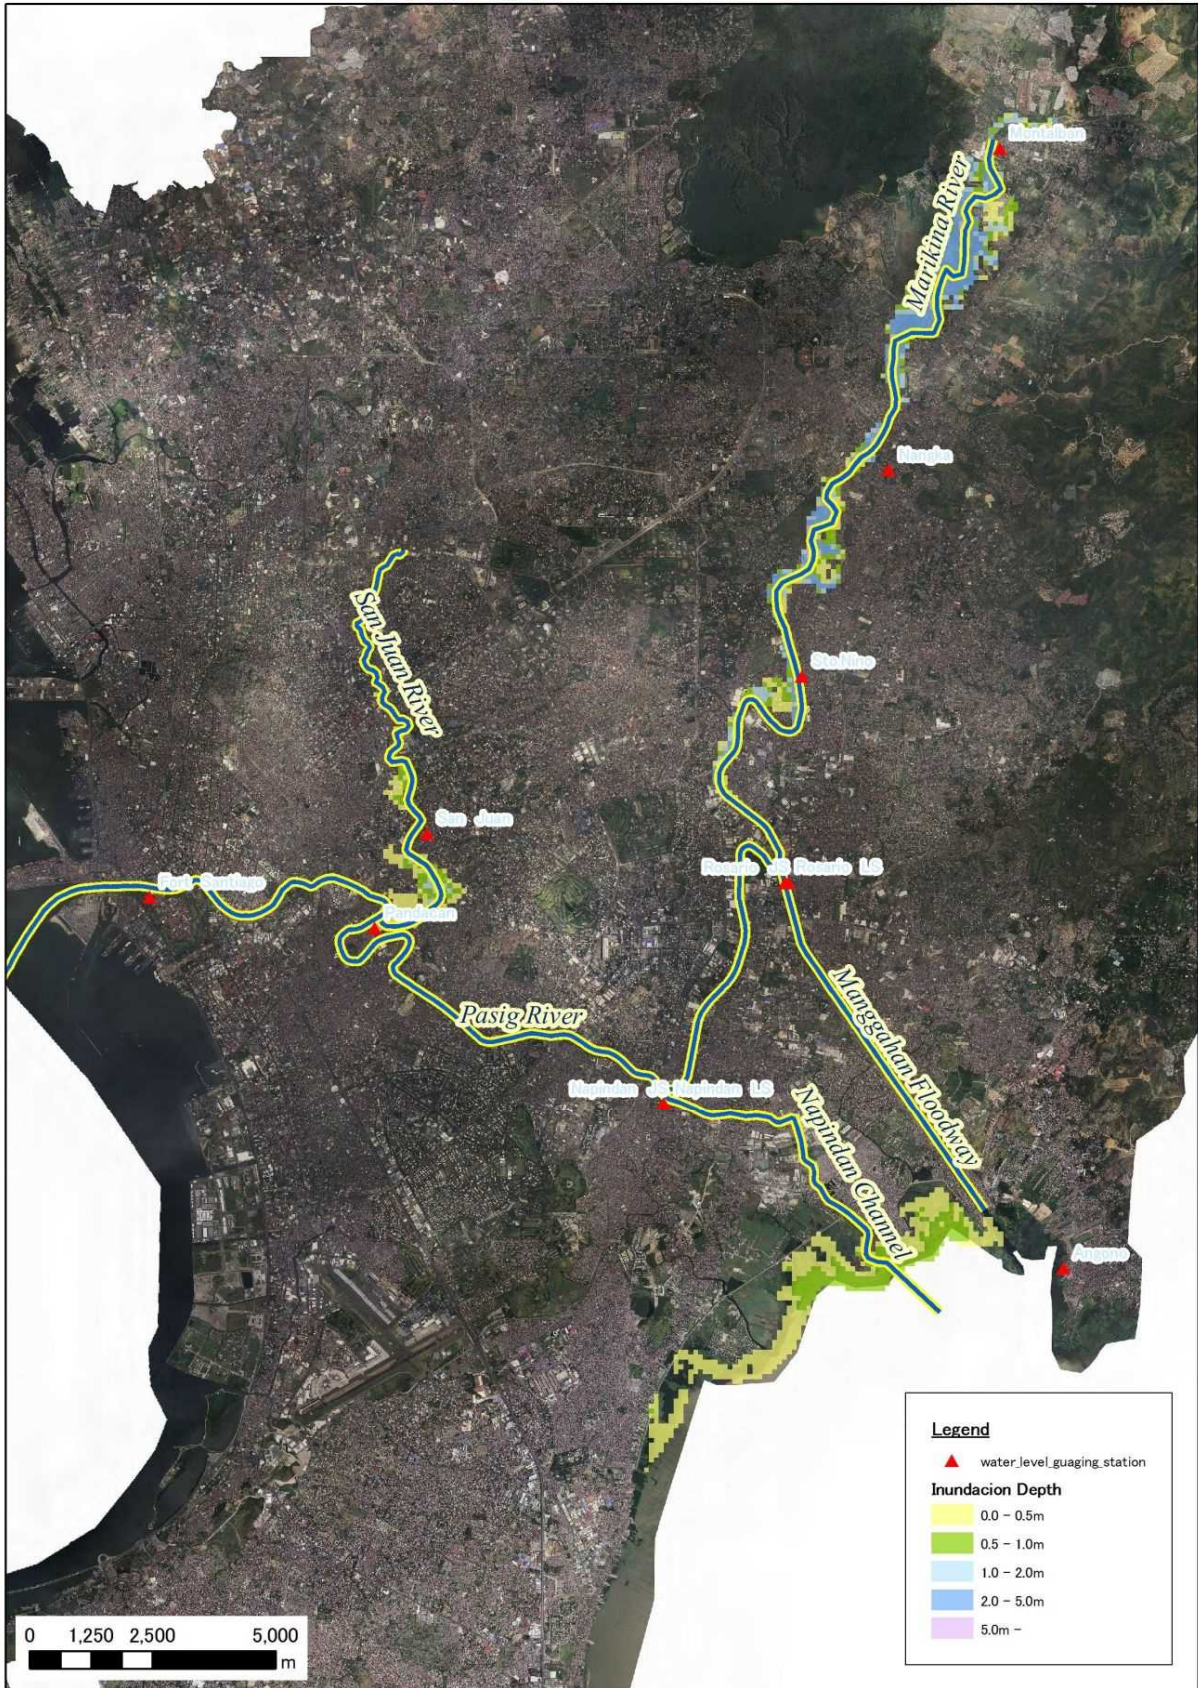 Montalban
Marikina River
Nangka
San Juan River
Sto.Nino
San Juan
Rosario JS Rosario LS
Fort Santiago
Pandacan
Manggahan Floodway
Pasig River
Napindan JS Napindan LS
Napindan Channel
Angono
Legend
water_level_guaging_station
Inundacion Depth
0.0 - 0.5m
0.5 - 1.0m
1.0 - 2.0m
2.0 - 5.0m
5.0m -
0 1,250 2,500 5,000
m